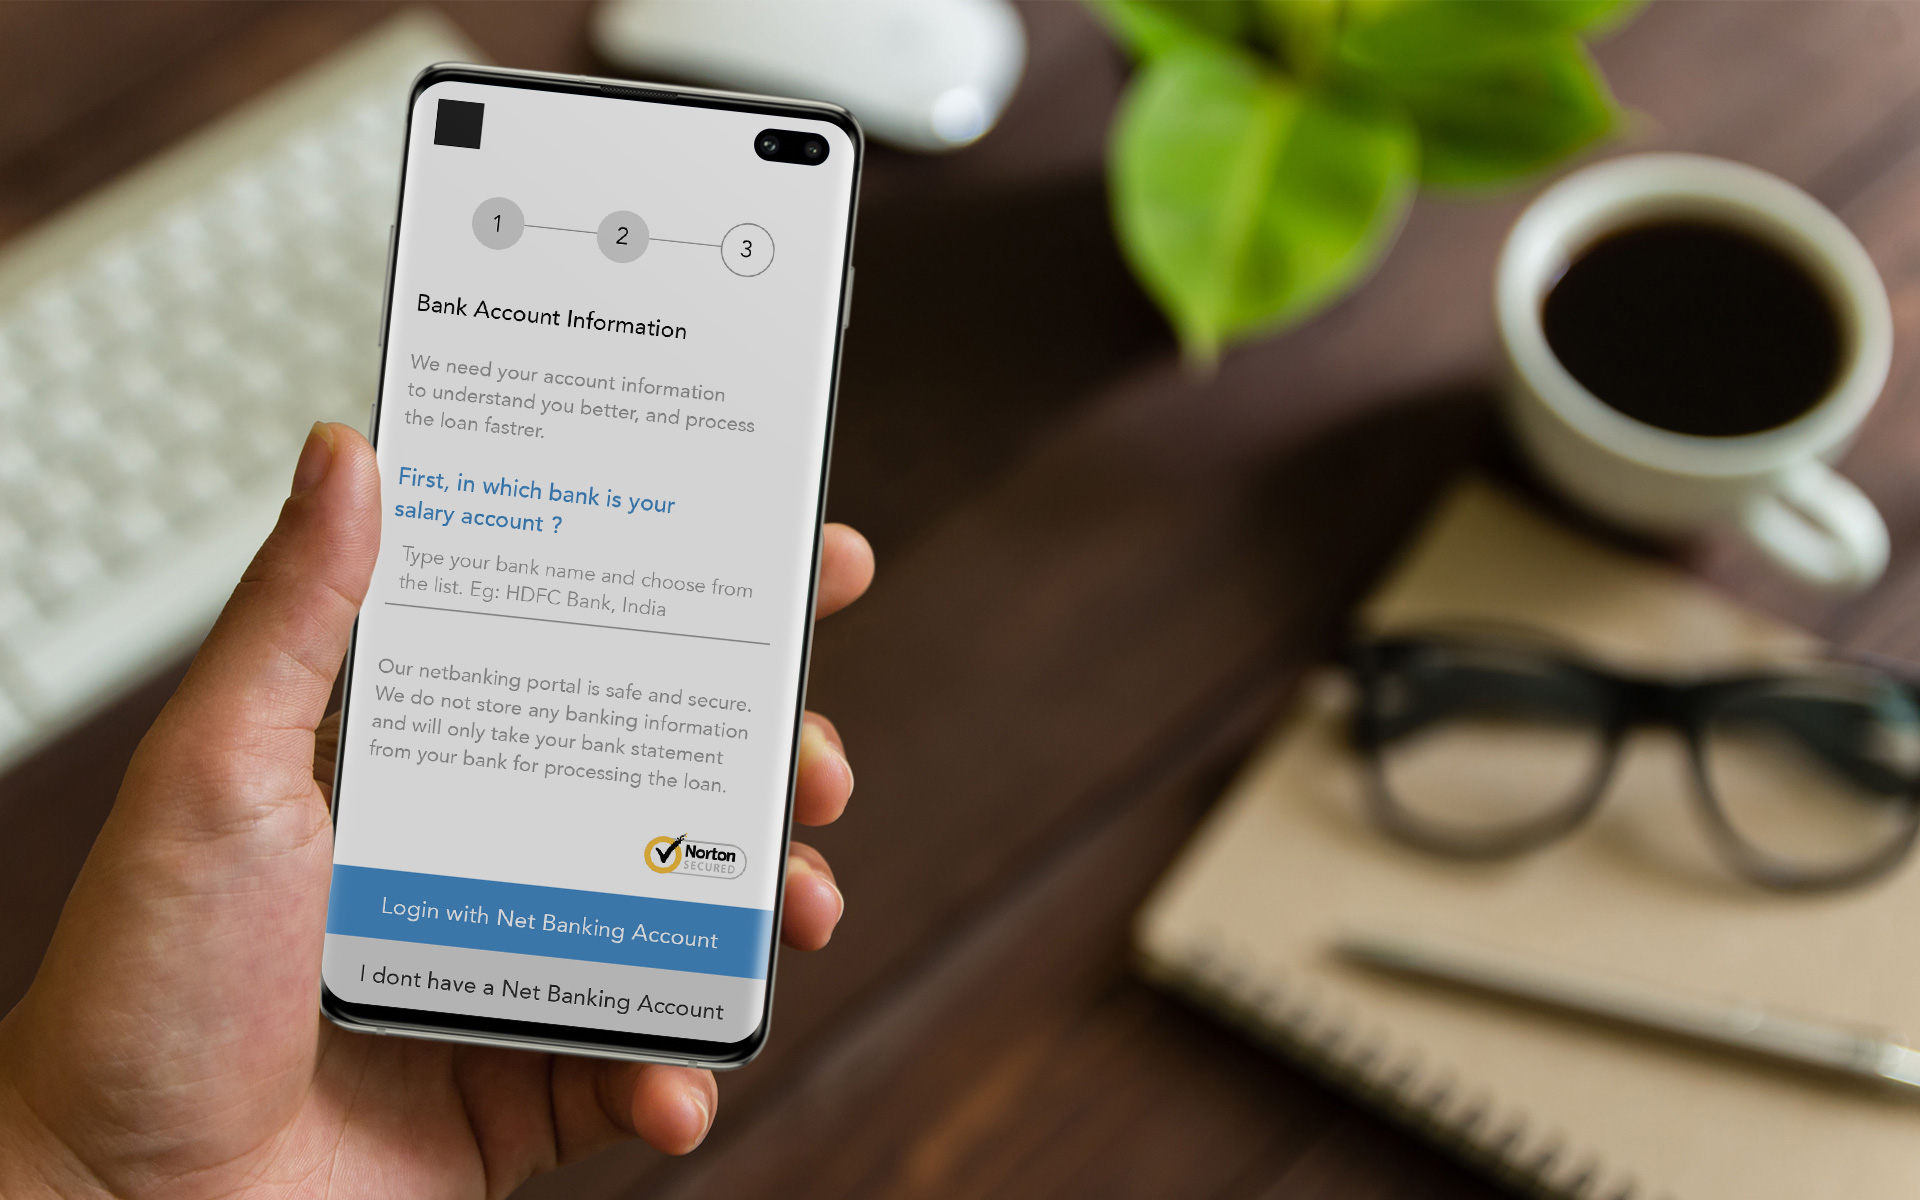 1 2 3
Bank Account Information
We need your account information
to understand you better, and process
the loan fastrer.
First, in which bank is your
salary account ?
Type your bank name and choose from
the list. Eg: HDFC Bank, India
Our netbanking portal is safe and secure.
We do not store any banking information
and will only take your bank statement
from your bank for processing the loan.
Norton
SECURED
Login with Net Banking Account
I dont have a Net Banking Account